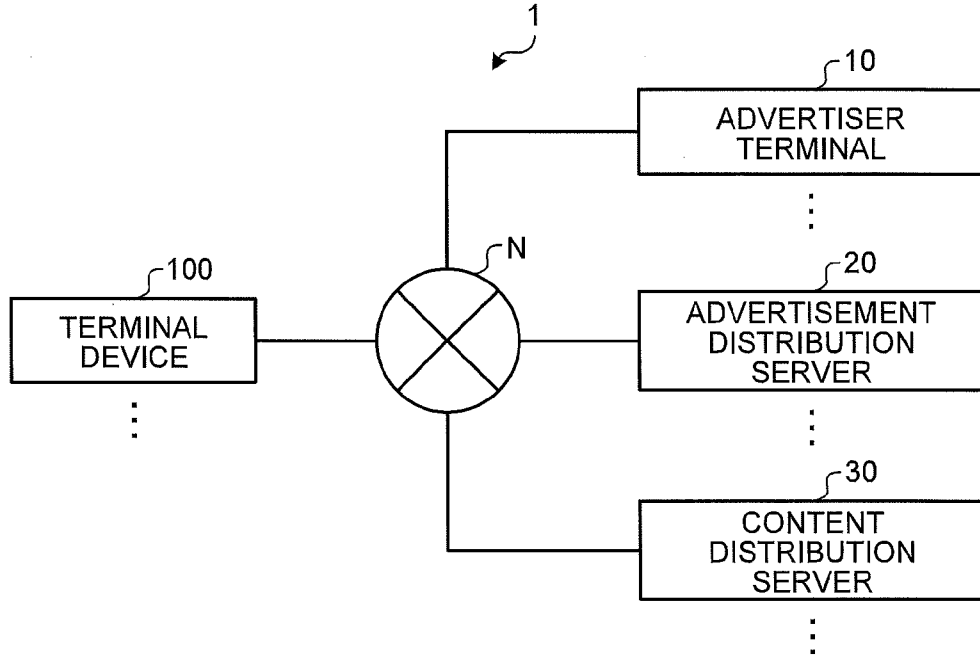 1
10
ADVERTISER
TERMINAL
N
100
TERMINAL
DEVICE
20
ADVERTISEMENT
DISTRIBUTION
SERVER
30
CONTENT
DISTRIBUTION
SERVER